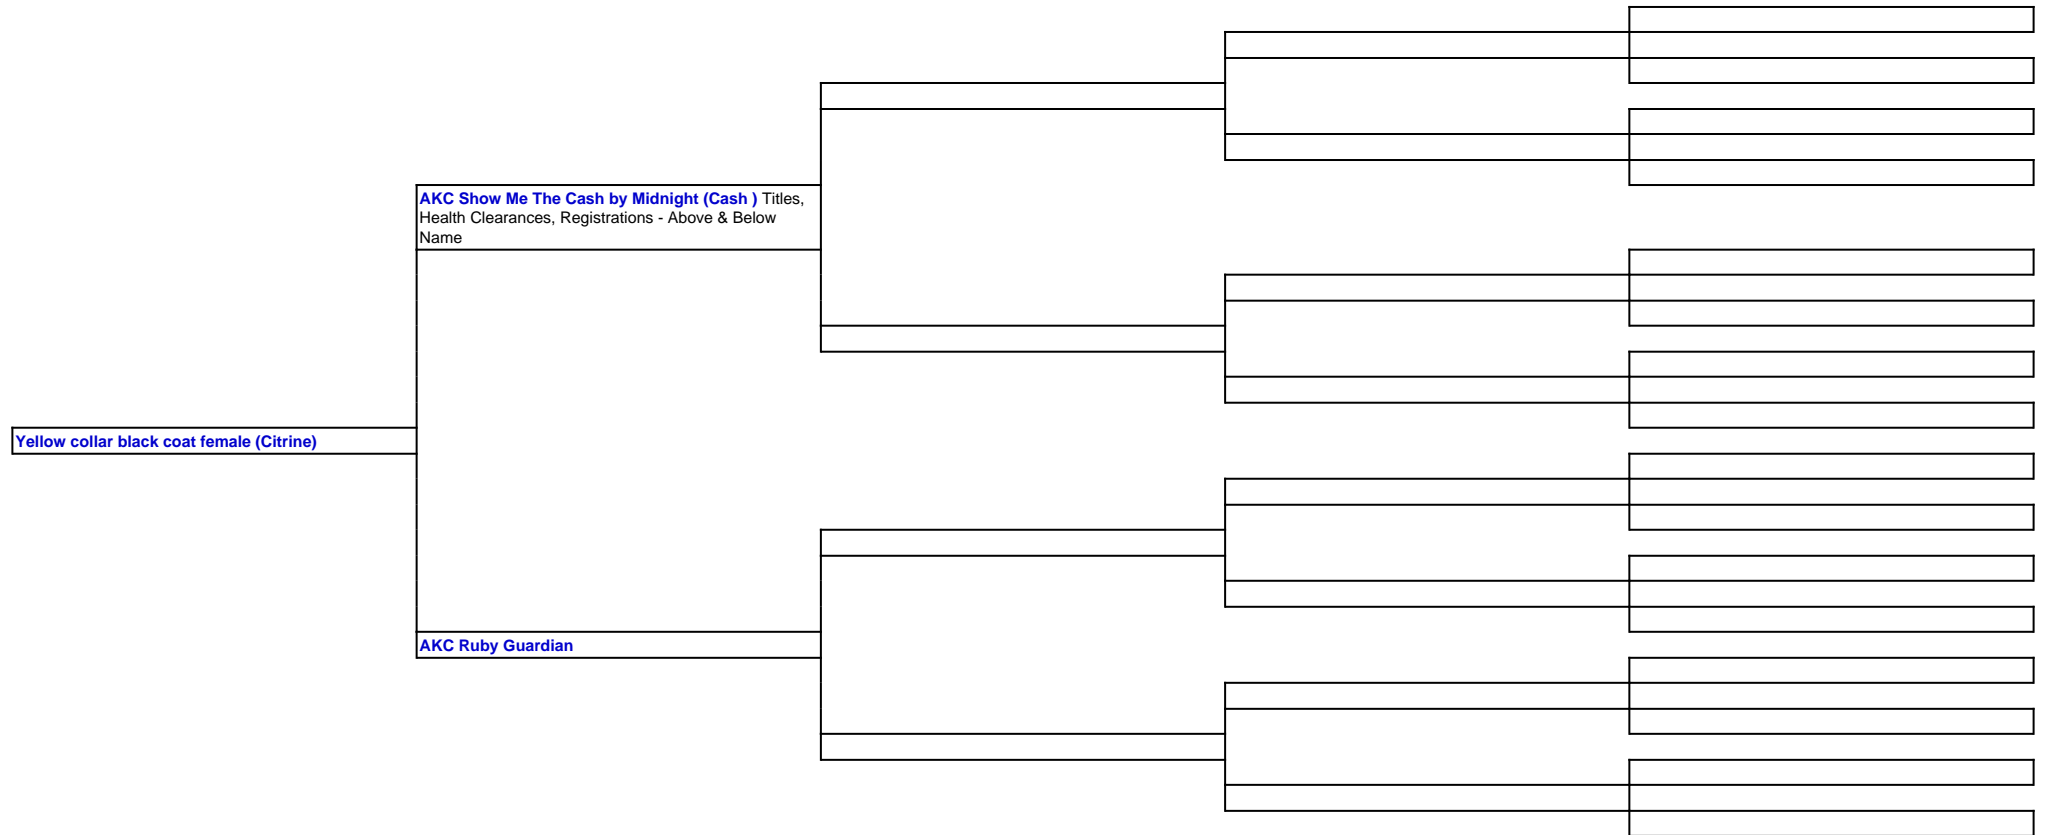 AKC Show Me The Cash by Midnight (Cash ) Titles,
Health Clearances, Registrations - Above & Below
Name
Yellow collar black coat female (Citrine)
AKC Ruby Guardian